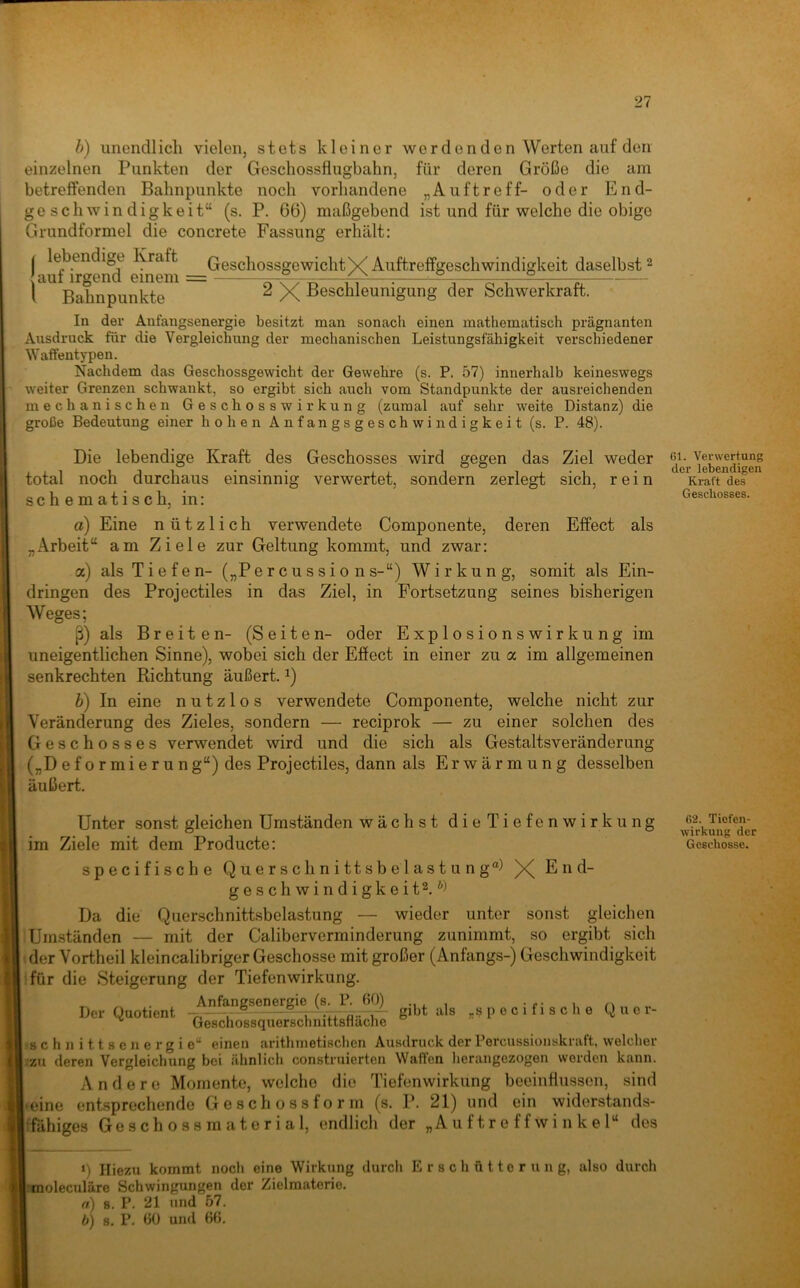 27
b) unendlich vielen, stets kleiner werdenden Werten auf den
einzelnen Punkten der Geschossflugbahn, für deren Größe die am
betreffenden Bahnpunkte noch vorhandene „Auftreff- oder End-
geschwindigkeit“ (s. P. 66) maßgebend ist und für welche die obige
Grundformel die concrete Fassung erhält:
lebendige Kraft
auf irgend einem
Bahnpunkte
= Geschossgewicht X Auftreffgeschwindigkeit daselbst ²
2 X Beschleunigung der Schwerkraft.
In der Anfangsenergie besitzt man sonach einen mathematisch prägnanten
Ausdruck für die Vergleichung der mechanischen Leistungsfähigkeit verschiedener
Waffentypen.
Nachdem das Geschossgewicht der Gewehre (s. P. 57) innerhalb keineswegs
weiter Grenzen schwankt, so ergibt sich auch vom Standpunkte der ausreichenden
mechanischen Geschosswirkung (zumal auf sehr weite Distanz) die
große Bedeutung einer hohen Anfangsgeschwindigkeit (s. P. 48).
Die lebendige Kraft des Geschosses wird gegen das Ziel weder
total noch durchaus einsinnig verwertet, sondern zerlegt sich, rein
schematisch, in:
61. Verwertung
der lebendigen
Kraft des
Geschosses.
a) Eine nützlich verwendete Componente, deren Effect als
„Arbeit“ am Ziele zur Geltung kommt, und zwar:
α) als Tiefen- („Percussions-“) Wirkung, somit als Ein-
dringen des Projectiles in das Ziel, in Fortsetzung seines bisherigen
Weges;
β) als Breiten- (Seiten- oder Explosionswirkung im
uneigentlichen Sinne), wobei sich der Effect in einer zu α im allgemeinen
senkrechten Richtung äußert. ¹)
b) In eine nutzlos verwendete Componente, welche nicht zur
Veränderung des Zieles, sondern — reciprok — zu einer solchen des
Geschosses verwendet wird und die sich als Gestaltsveränderung
(„Deformierung“) des Projectiles, dann als Erwärmung desselben
äußert.
Unter sonst gleichen Umständen wächst die Tiefenwirkung
im Ziele mit dem Producte:
62. Tiefen-
wirkung der
Geschosse.
specifische Querschnittsbelastung a) X End-
geschwindigkeit². b)
Da die Querschnittsbelastung — wieder unter sonst gleichen
Umständen — mit der Caliberverminderung zunimmt, so ergibt sich
der Vortheil kleincalibriger Geschosse mit großer (Anfangs-) Geschwindigkeit
für die Steigerung der Tiefenwirkung.
Der Quotient Anfangsenergie (s. P. 60) / Geschossquerschnittsfläche gibt als „specifische Quer-
schnittsenergie“ einen arithmetischen Ausdruck der Percussionskraft, welcher
zu deren Vergleichung bei ähnlich construierten Waffen herangezogen werden kann.
Andere Momente, welche die Tiefenwirkung beeinflussen, sind
eine entsprechende Geschossform (s. P. 21) und ein widerstands-
fähiges Geschossmaterial, endlich der „Auftreffwinkel“ des
¹) Hiezu kommt noch eine Wirkung durch Erschütterung, also durch
moleculäre Schwingungen der Zielmaterie.
a) s. P. 21 und 57.
b) s. P. 60 und 66.